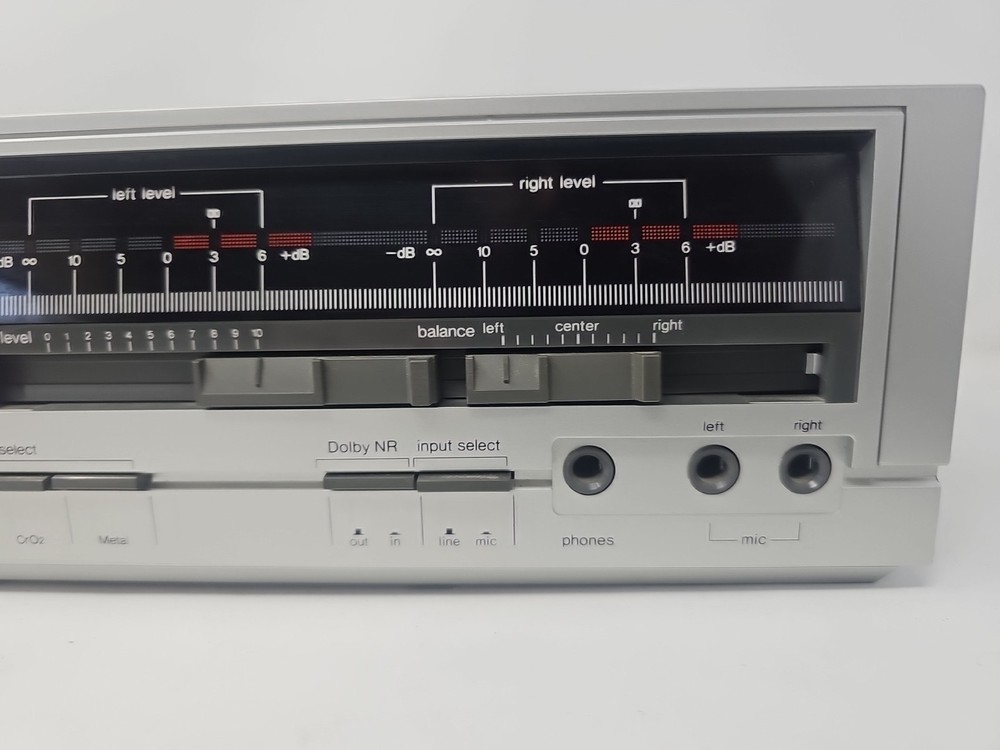 left level
right level
dB ∞ 10 5 0 3 6 +dB
−dB ∞ 10 5 0 3 6 +dB
level 0 1 2 3 4 5 6 7 8 9 10
balance left center right
select
Dolby NR
input select
left
right
CrO2
Metal
out in
line mic
phones
mic